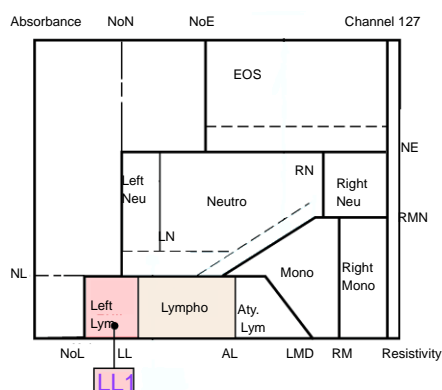 Absorbance NoN NoE Channel 127
EOS
NE
Left
Neu
RN
Right
Neu
Neutro
RMN
LN
NL
Mono
Right
Mono
Left
Lym
Lympho
Aty.
Lym
NoL LL AL LMD RM Resistivity
LL1